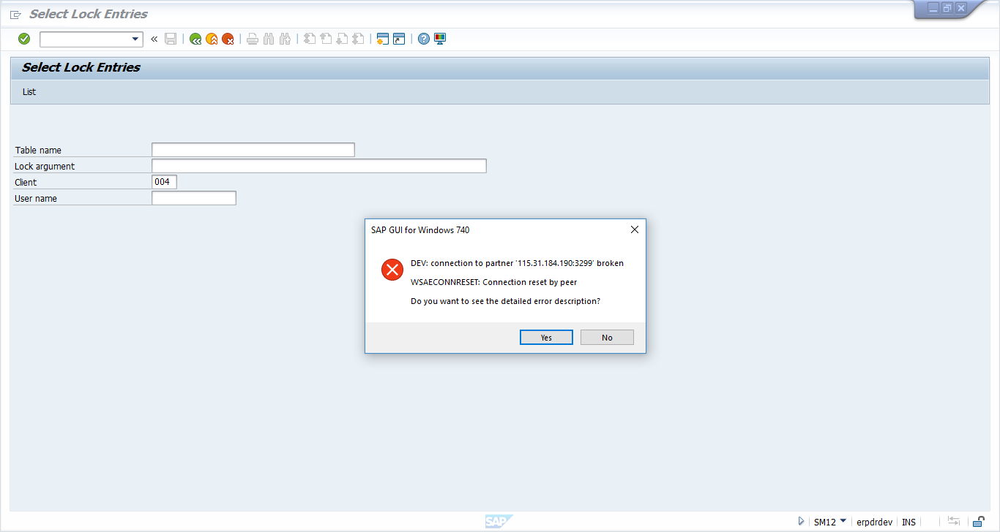 Select Lock Entries
Select Lock Entries
List
Table name
Lock argument
Client 004
User name
SAP GUI for Windows 740
DEV: connection to partner '115.31.184.190:3299' broken
WSAECONNRESET: Connection reset by peer
Do you want to see the detailed error description?
Yes No
SAP
SM12 erpdrdev INS